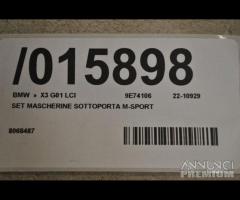 /015898
BMW + X3 G01 LCI 9E74106 22-10929
SET MASCHERINE SOTTOPORTA M-SPORT
8068487
ANNUNCI
PREMIUM